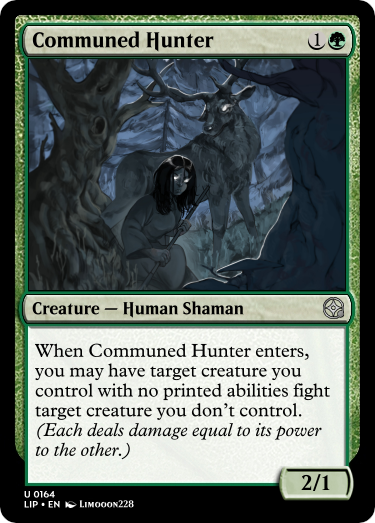 Communed Hunter 1
Creature — Human Shaman
When Communed Hunter enters,
you may have target creature you
control with no printed abilities fight
target creature you don't control.
(Each deals damage equal to its power
to the other.)
2/1
U 0164
LIP • EN Limooon228